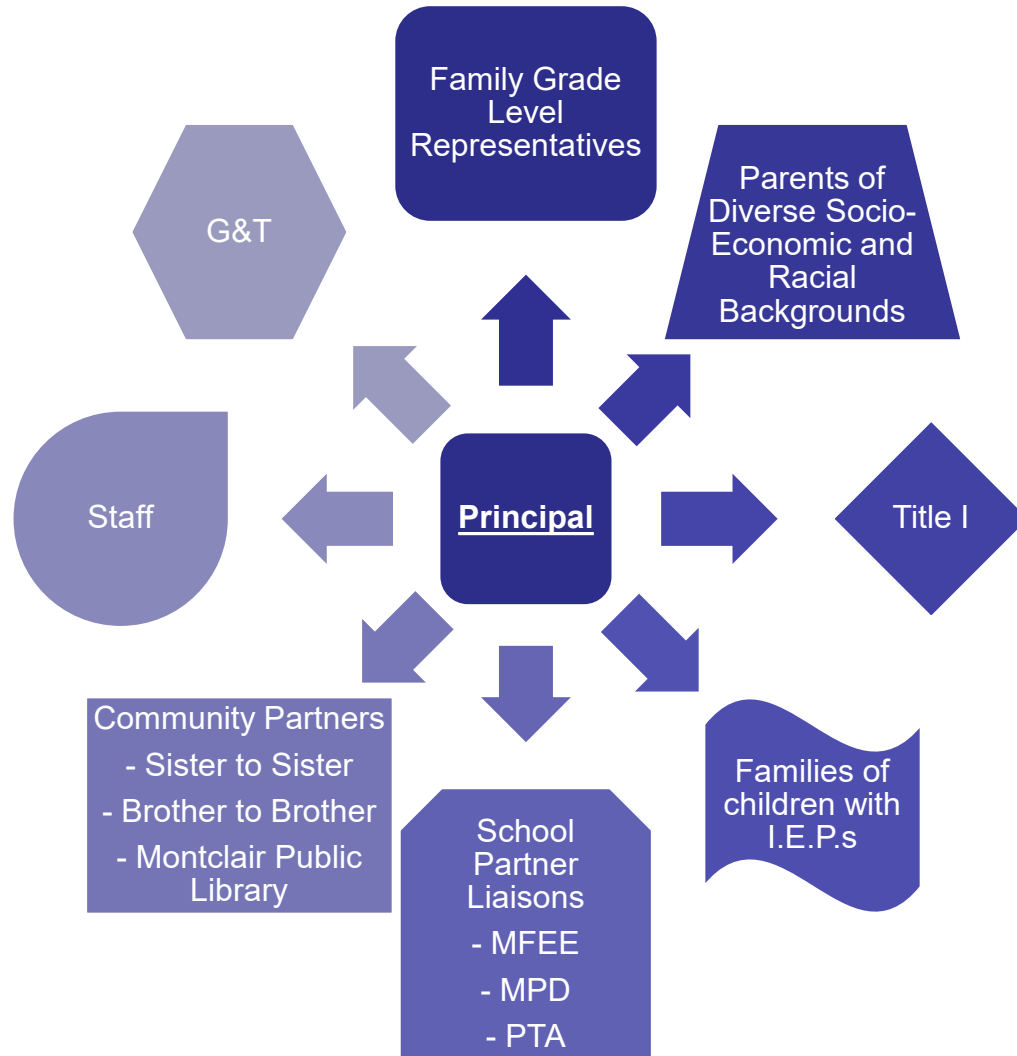 Family Grade
Level
Representatives
Parents of
Diverse Socio-
Economic and
Racial
Backgrounds
Title I
Families of
children with
I.E.P.s
School
Partner
Liaisons
- MFEE
- MPD
- PTA
Community Partners
- Sister to Sister
- Brother to Brother
- Montclair Public
Library
Staff
G&T
Principal